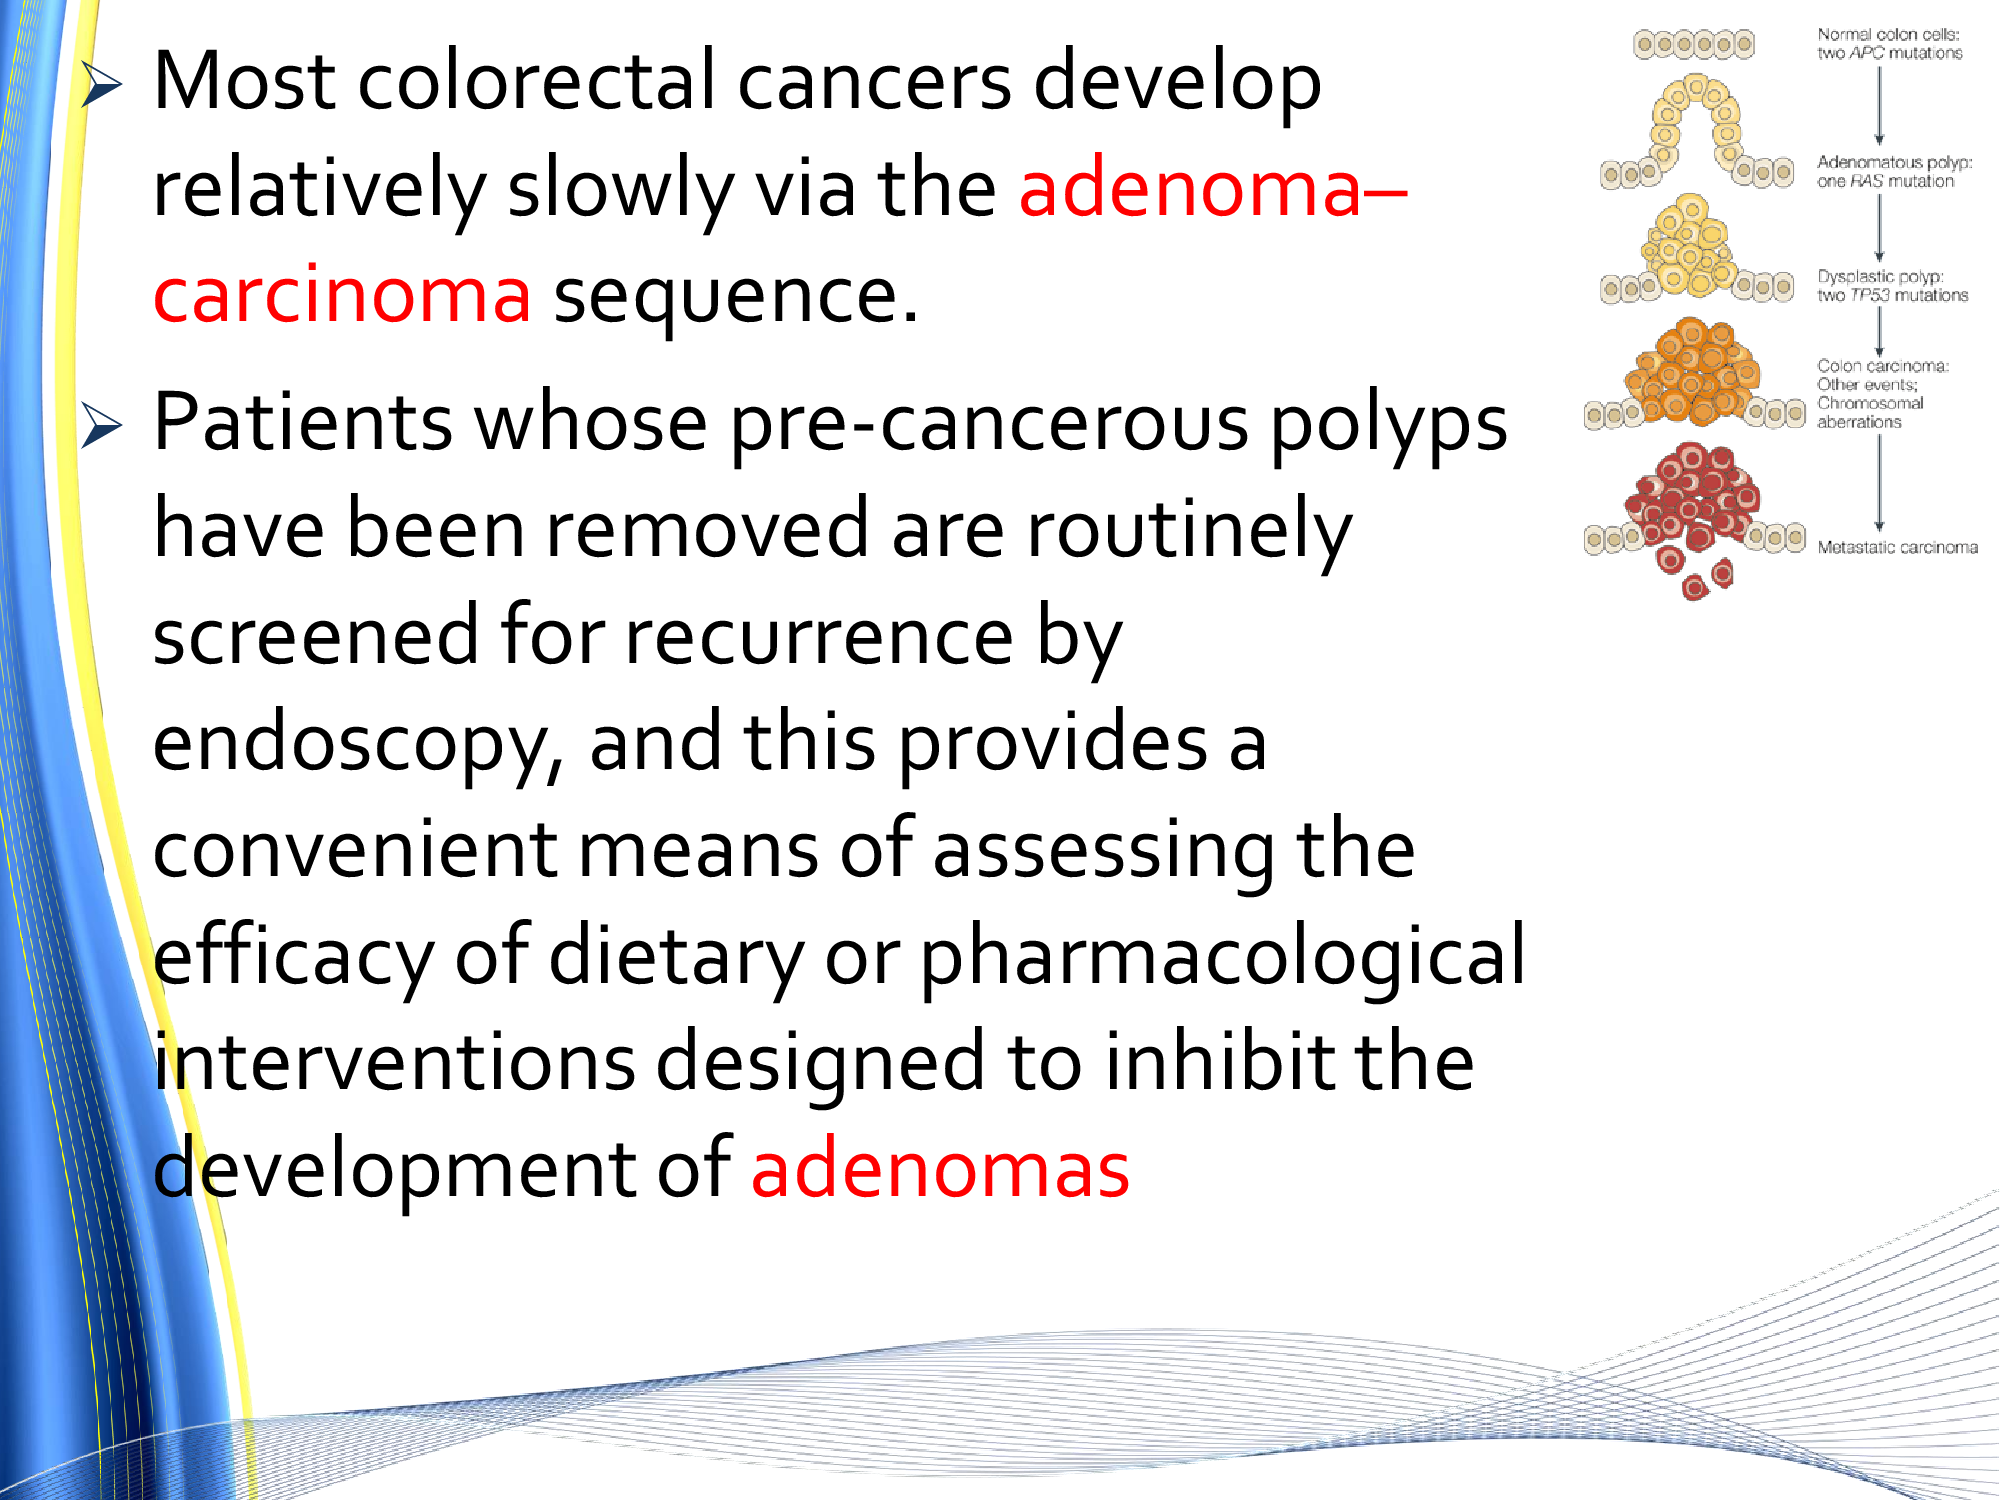 Most colorectal cancers develop
relatively slowly via the adenoma–
carcinoma sequence.
Patients whose pre-cancerous polyps
have been removed are routinely
screened for recurrence by
endoscopy, and this provides a
convenient means of assessing the
efficacy of dietary or pharmacological
interventions designed to inhibit the
development of adenomas
Normal colon cells:
two APC mutations
Adenomatous polyp:
one RAS mutation
Dysplastic polyp:
two TP53 mutations
Colon carcinoma:
Other events;
Chromosomal
aberrations
Metastatic carcinoma